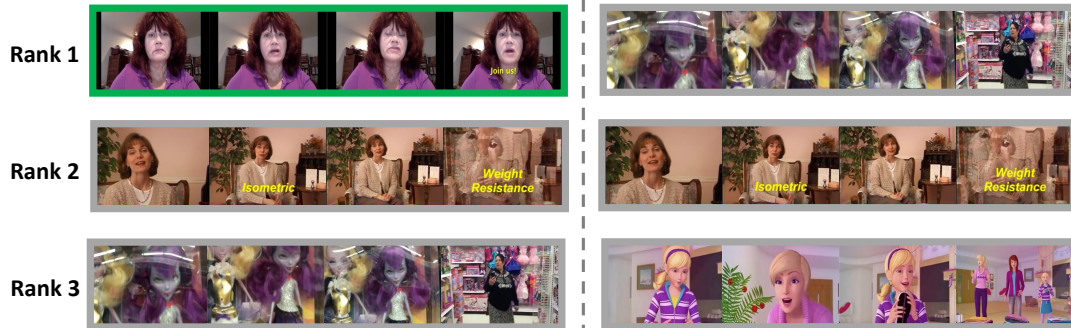 Rank 1
Join us!
Rank 2
Isometric
Weight
Resistance
Isometric
Weight
Resistance
Rank 3